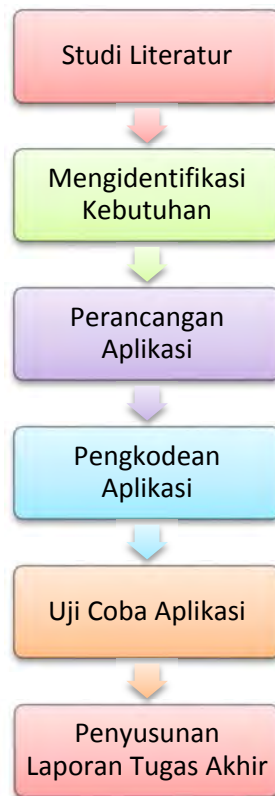 Studi Literatur
Mengidentifikasi
Kebutuhan
Perancangan
Aplikasi
Pengkodean
Aplikasi
Uji Coba Aplikasi
Penyusunan
Laporan Tugas Akhir